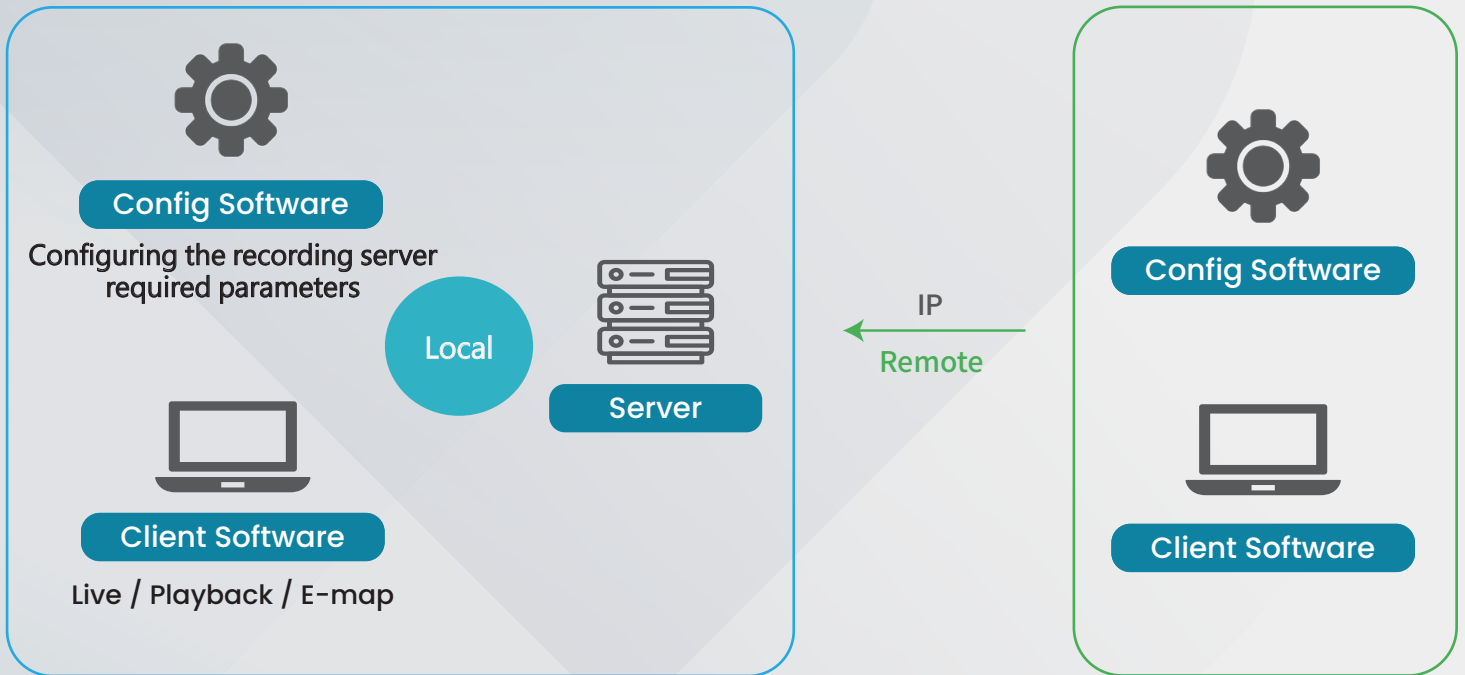 Config Software
Configuring the recording server
required parameters
Local
Server
Client Software
Live / Playback / E-map
IP
Remote
Config Software
Client Software